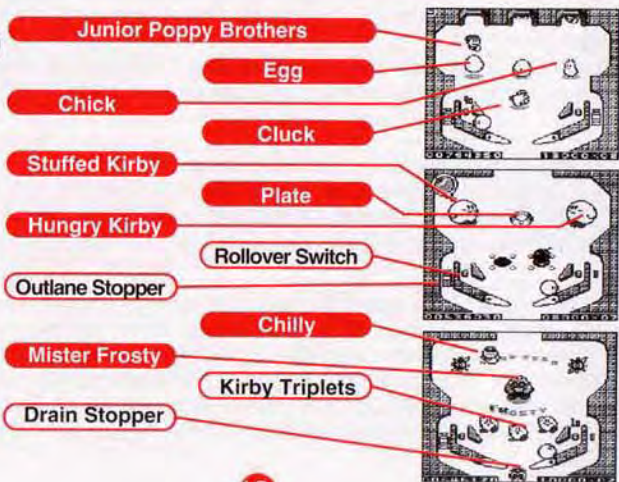 Junior Poppy Brothers
Egg
Chick
Cluck
Stuffed Kirby
Plate
Hungry Kirby
Rollover Switch
Outlane Stopper
Chilly
Mister Frosty
Kirby Triplets
FROSTY
Drain Stopper